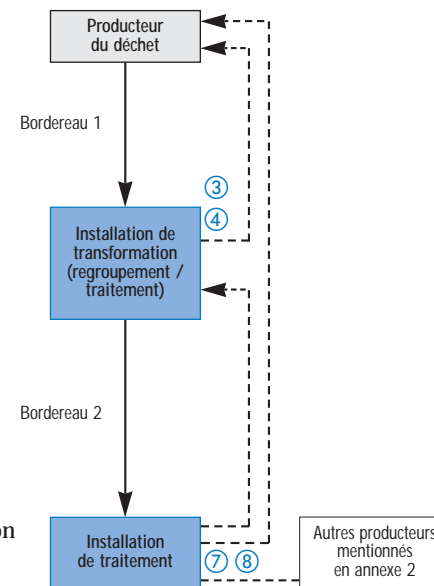 Producteur
du déchet
Bordereau 1
③
④
Installation de
transformation
(regroupement /
traitement)
Bordereau 2
on
Installation
de traitement
⑦ ⑧
Autres producteurs
mentionnés
en annexe 2